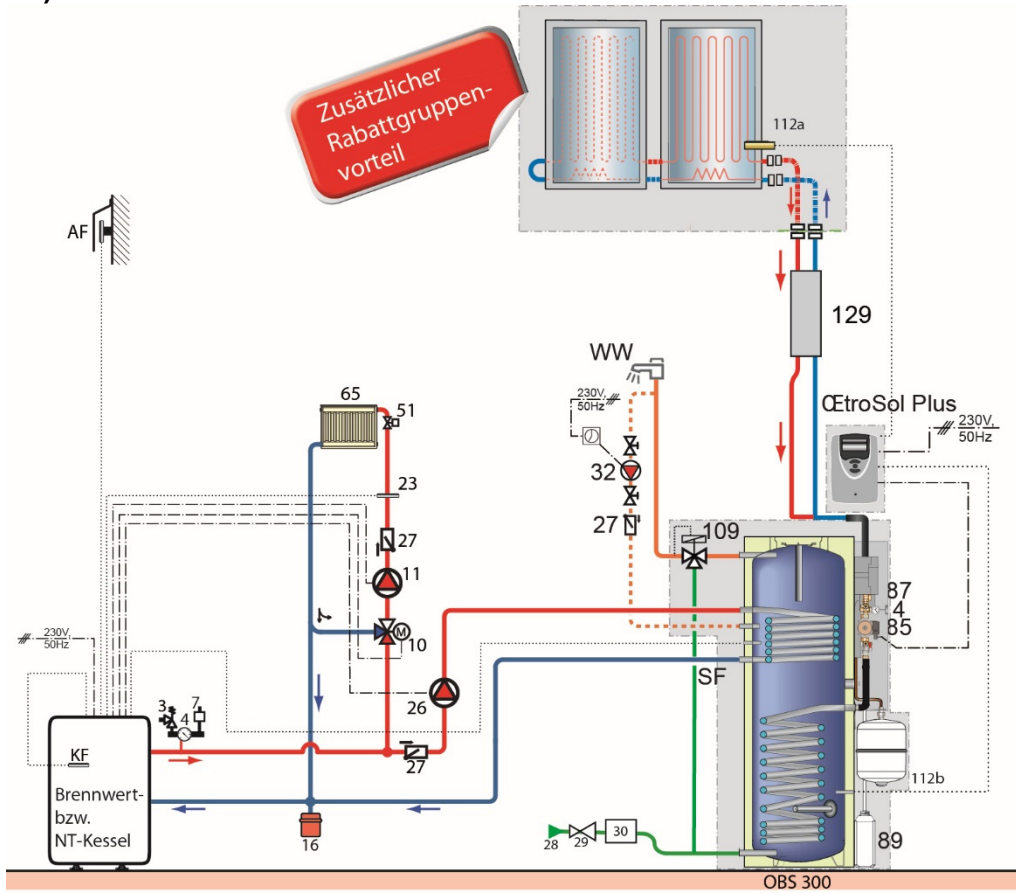 Zusätzlicher
Rabattgruppen-
vorteil
112a
AF
129
WW
230V,
50Hz
ŒtroSol Plus
230V,
50Hz
65
51
23
32
27
27
109
11
87
4
85
M
10
230V,
50Hz
SF
26
3
4
7
KF
27
Brennwert-
bzw.
NT-Kessel
112b
16
28
29
30
89
OBS 300